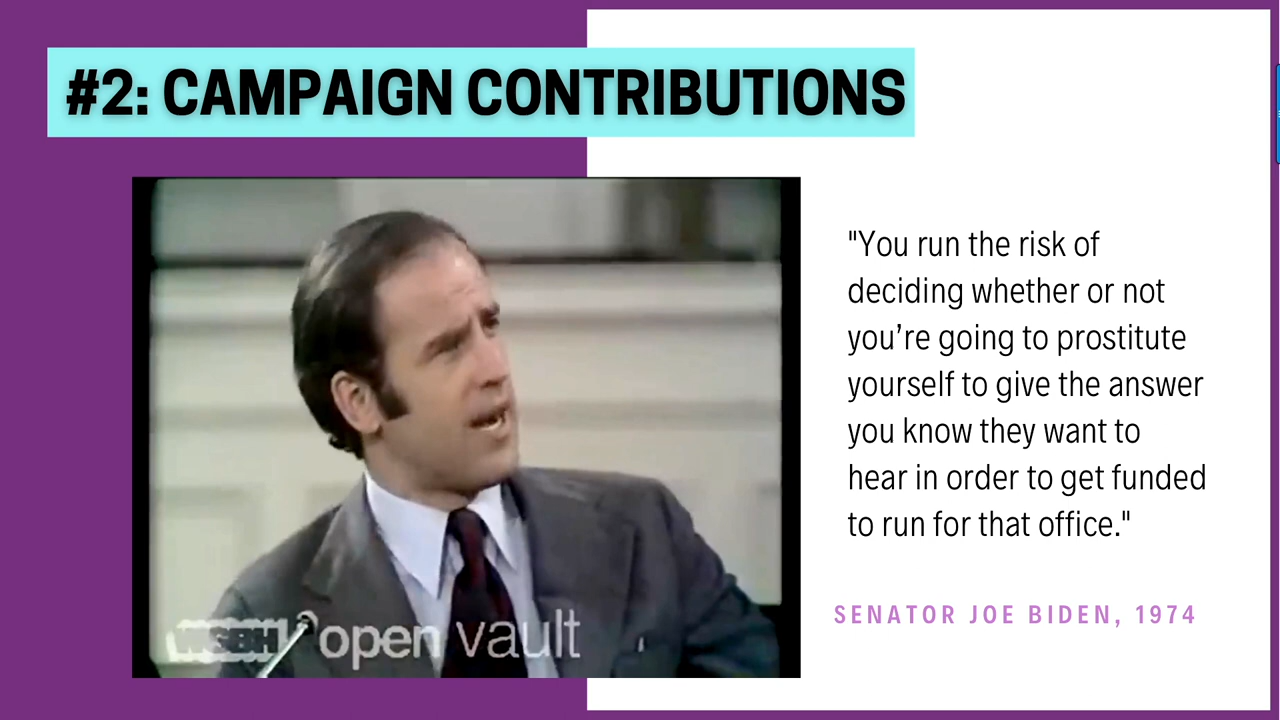 #2: CAMPAIGN CONTRIBUTIONS
"You run the risk of
deciding whether or not
you’re going to prostitute
yourself to give the answer
you know they want to
hear in order to get funded
to run for that office."
SENATOR JOE BIDEN, 1974
WGBH open vault